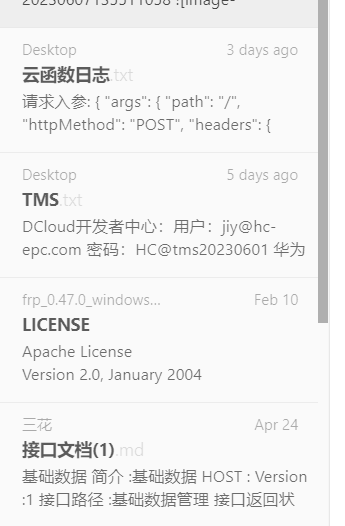 Desktop 3 days ago
云函数日志.txt
请求入参: { "args": { "path": "/",
"httpMethod": "POST", "headers": {
Desktop 5 days ago
TMS.txt
DCloud开发者中心：用户：jiy@hc-
epc.com 密码：HC@tms20230601 华为
frp_0.47.0_windows... Feb 10
LICENSE
Apache License
Version 2.0, January 2004
三花 Apr 24
接口文档(1).md
基础数据 简介 :基础数据 HOST : Version
:1 接口路径 :基础数据管理 接口返回状